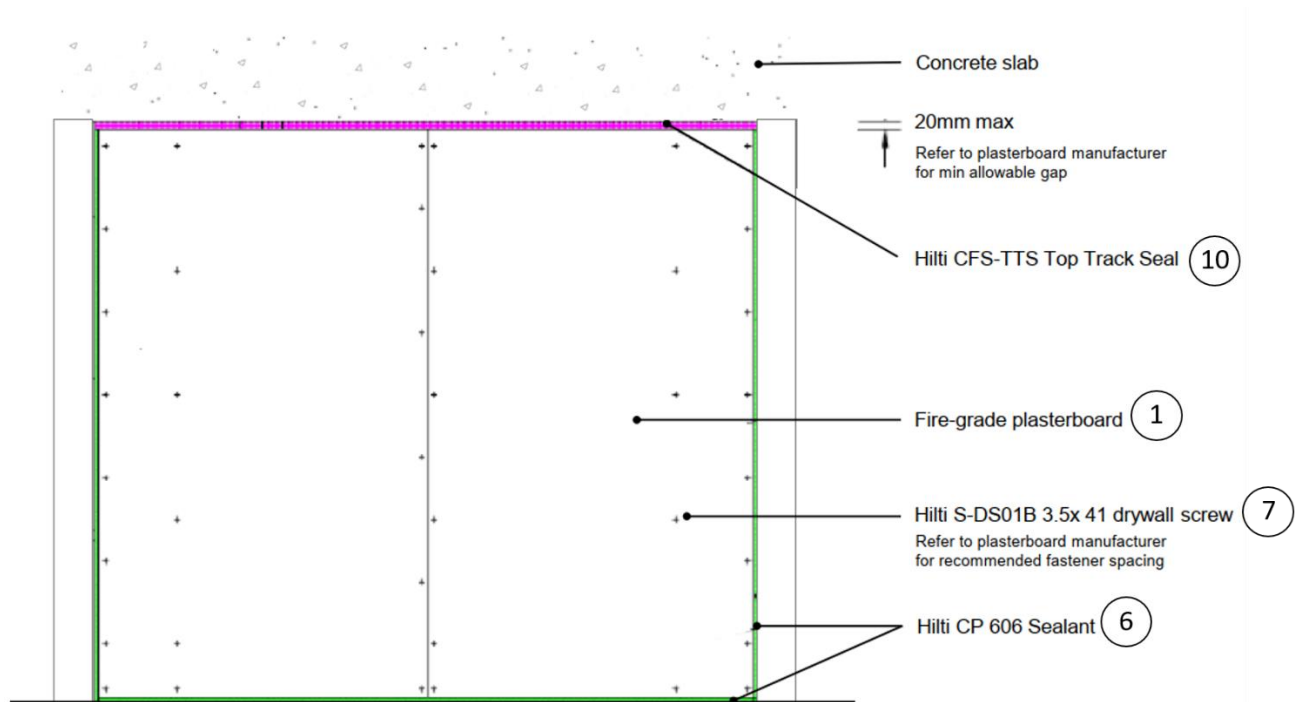 Concrete slab
20mm max
Refer to plasterboard manufacturer
for min allowable gap
Hilti CFS-TTS Top Track Seal 10
Fire-grade plasterboard 1
Hilti S-DS01B 3.5x 41 drywall screw 7
Refer to plasterboard manufacturer
for recommended fastener spacing
Hilti CP 606 Sealant 6